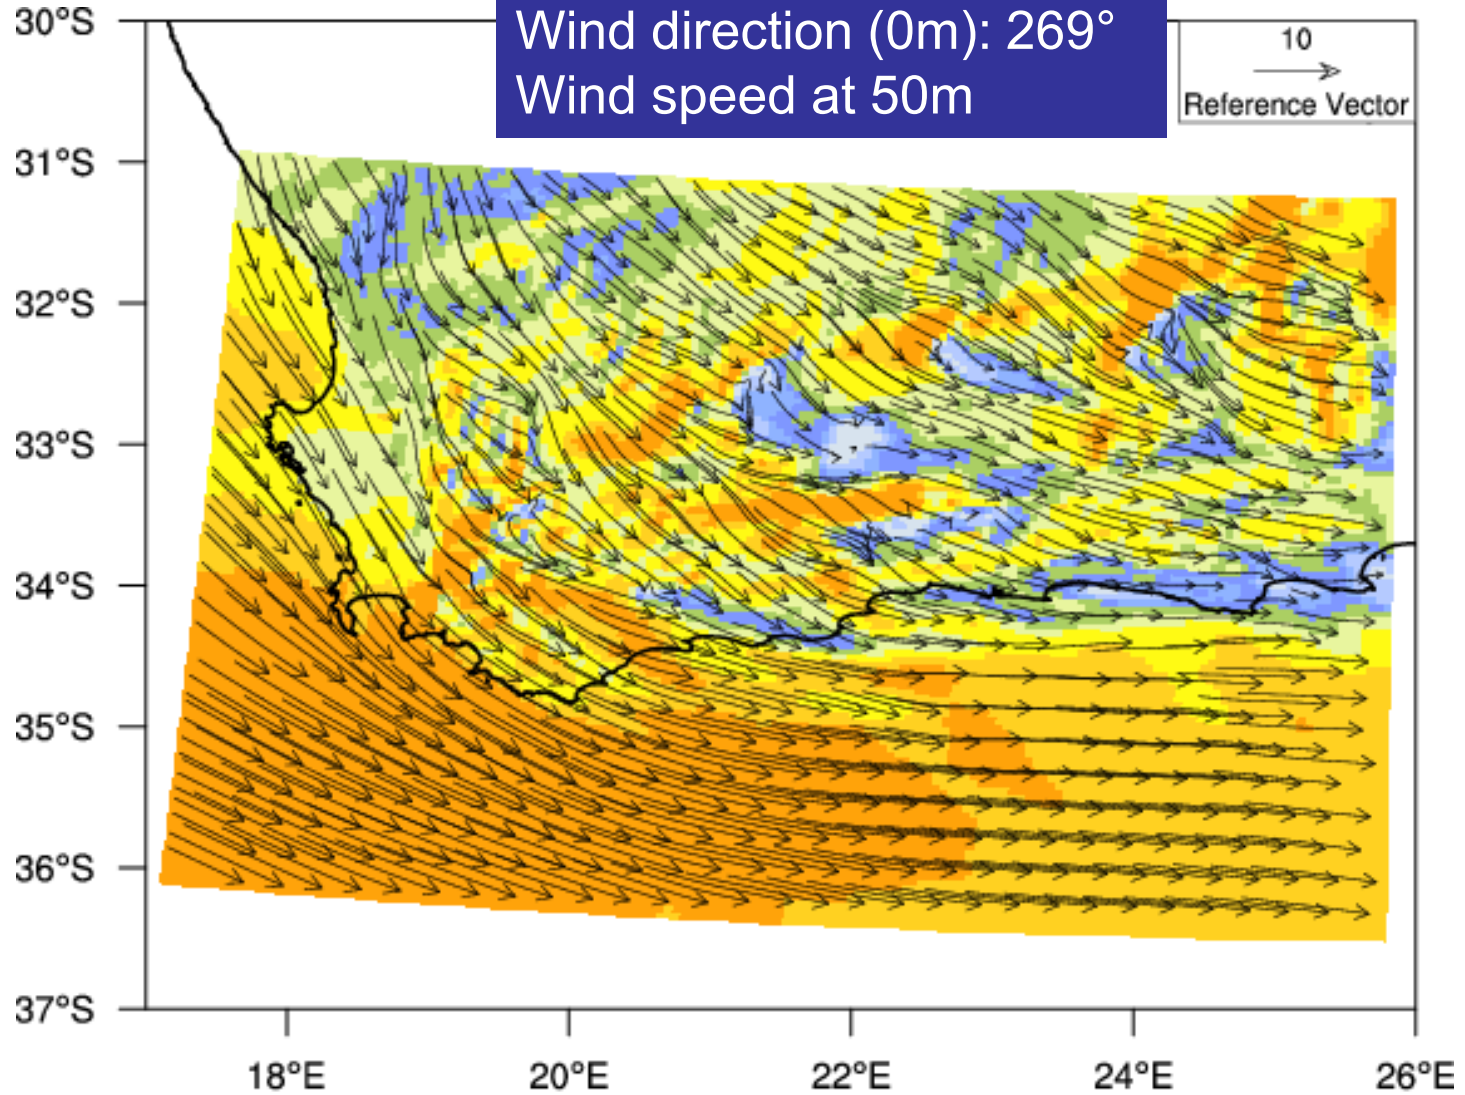 Wind direction (0m): 269°
Wind speed at 50m
10
Reference Vector
30°S
31°S
32°S
33°S
34°S
35°S
36°S
37°S
18°E
20°E
22°E
24°E
26°E